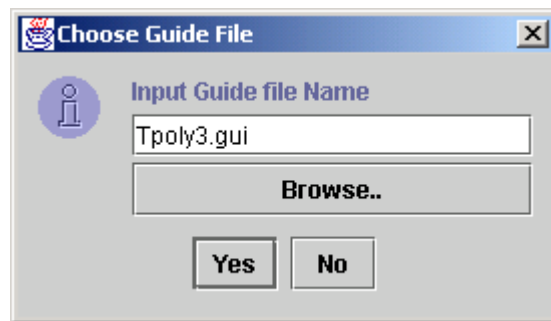 Choose Guide File
Input Guide file Name
Tpoly3.gui
Browse..
Yes No